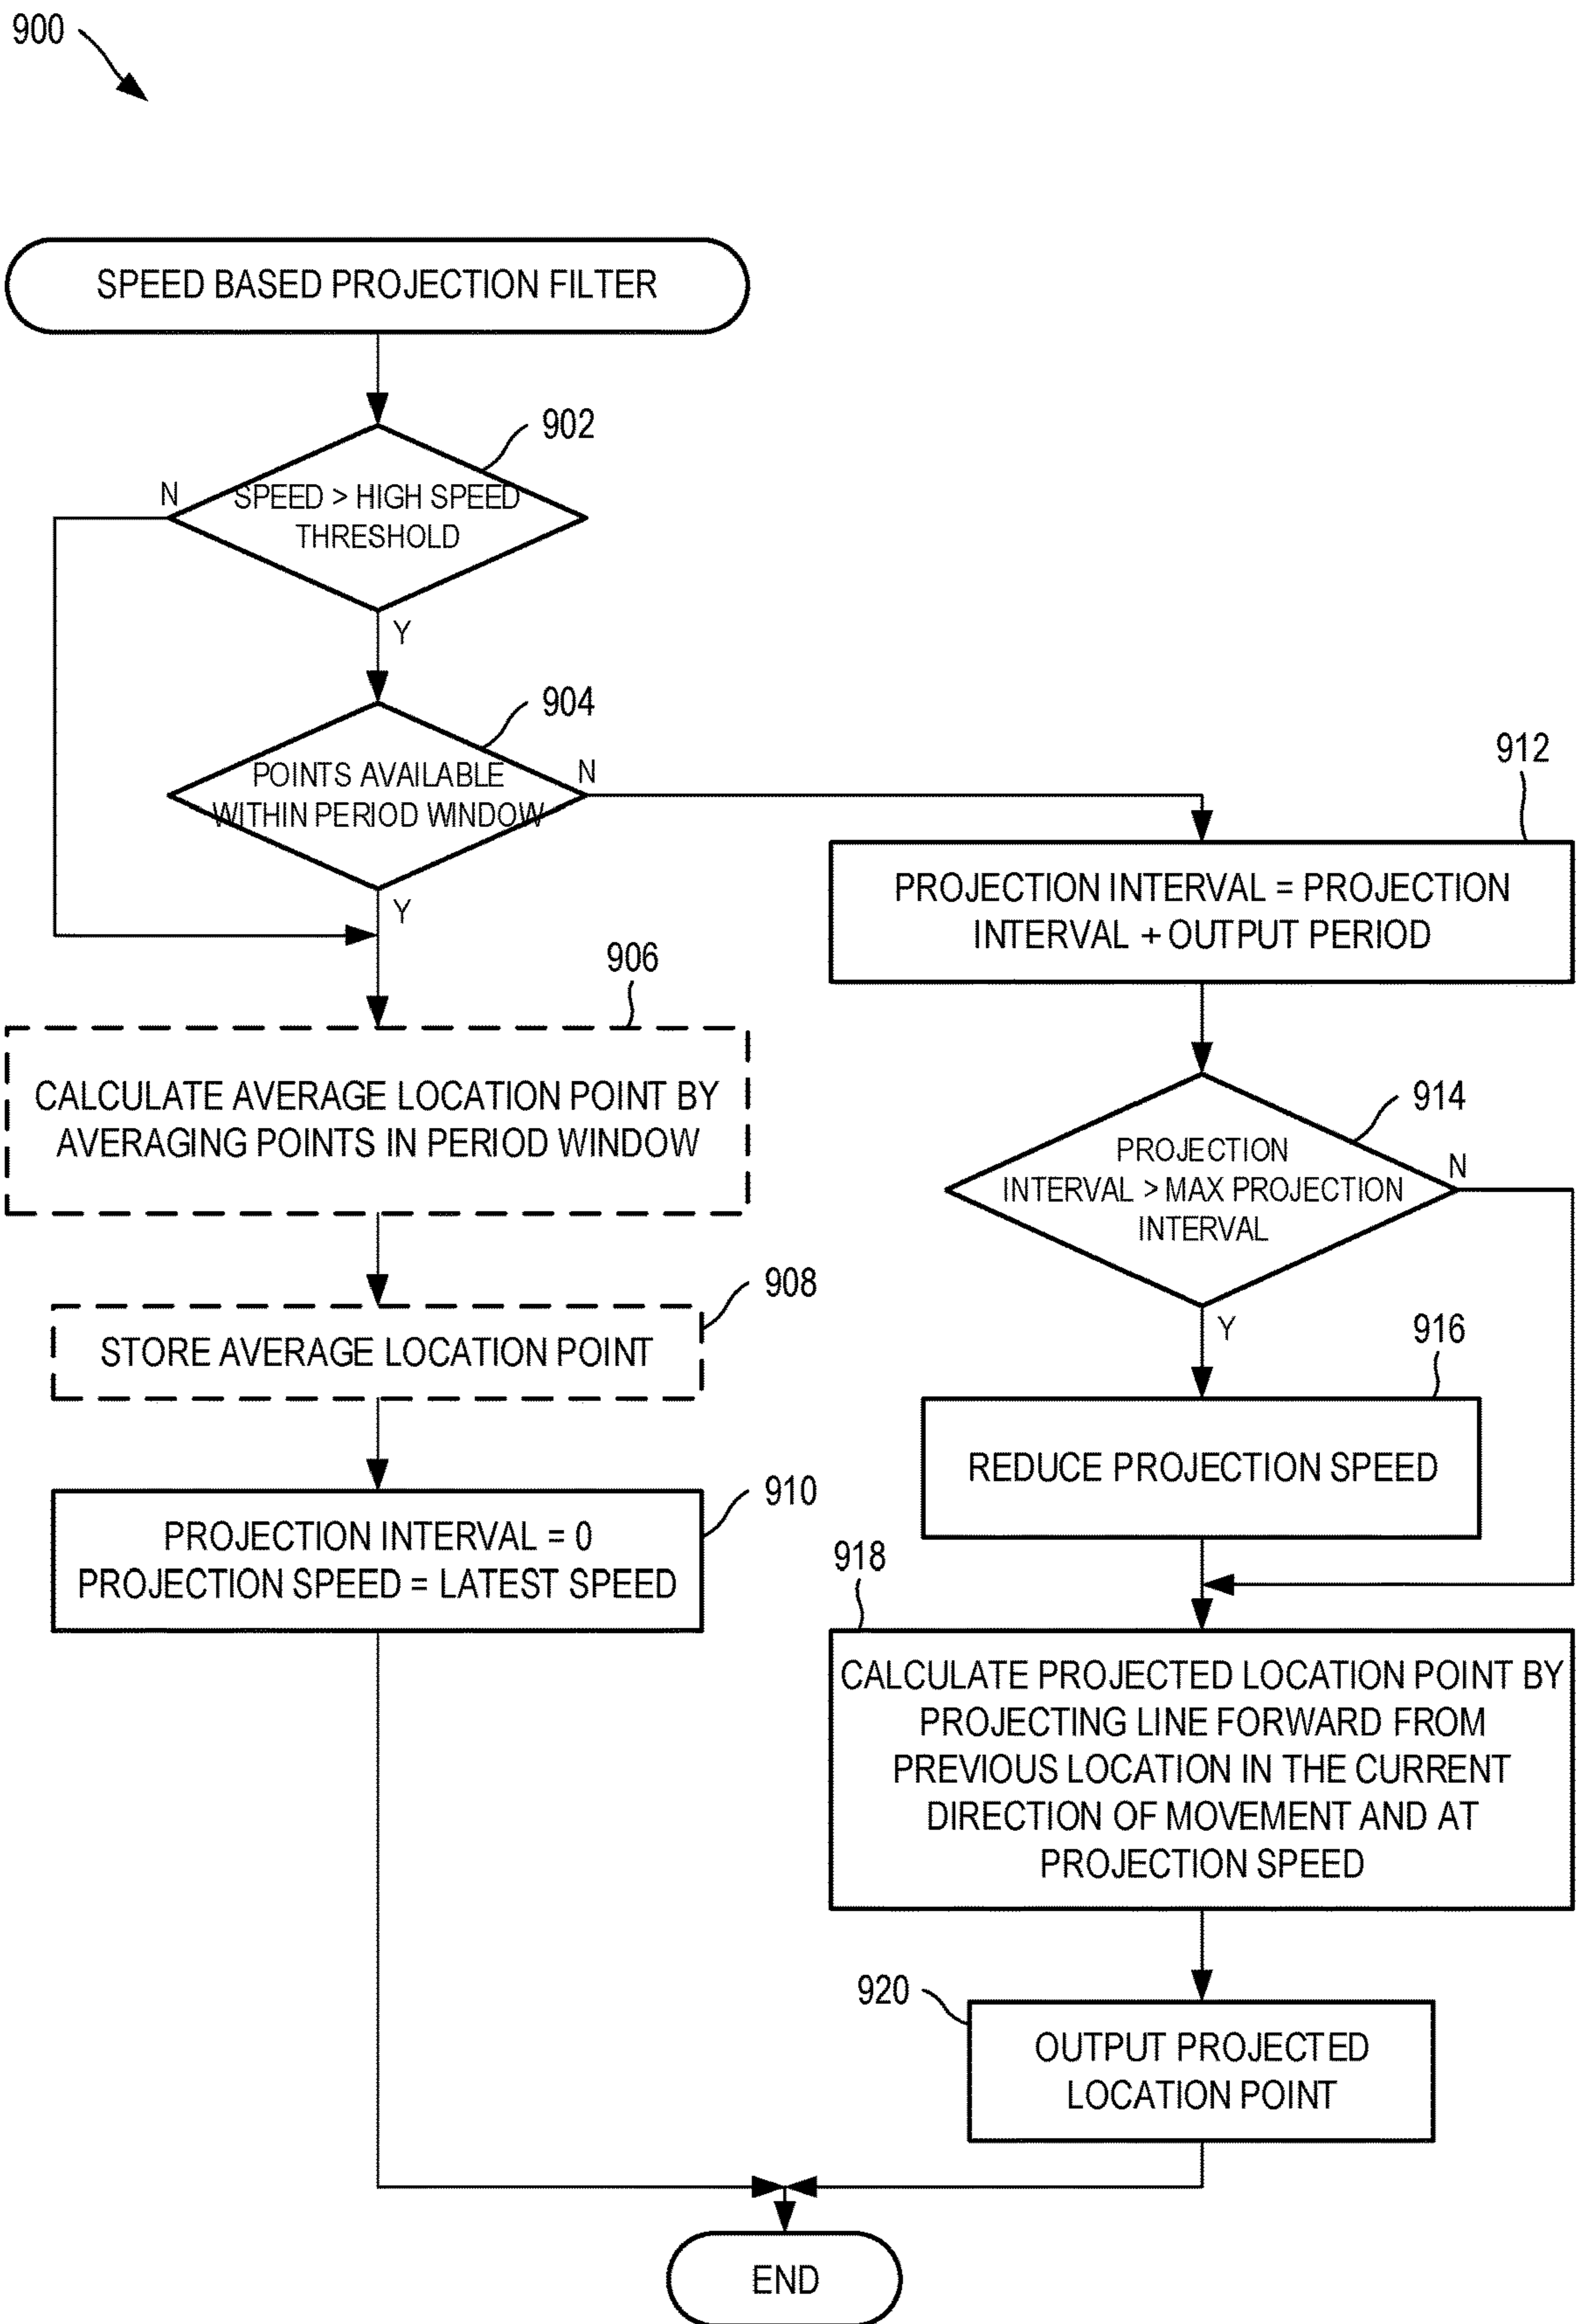 900
SPEED BASED PROJECTION FILTER
902
N
SPEED > HIGH SPEED
THRESHOLD
Y
904
POINTS AVAILABLE
WITHIN PERIOD WINDOW
N
Y
906
CALCULATE AVERAGE LOCATION POINT BY
AVERAGING POINTS IN PERIOD WINDOW
908
STORE AVERAGE LOCATION POINT
910
PROJECTION INTERVAL = 0
PROJECTION SPEED = LATEST SPEED
912
PROJECTION INTERVAL = PROJECTION
INTERVAL + OUTPUT PERIOD
914
PROJECTION
INTERVAL > MAX PROJECTION
INTERVAL
N
Y
916
REDUCE PROJECTION SPEED
918
CALCULATE PROJECTED LOCATION POINT BY
PROJECTING LINE FORWARD FROM
PREVIOUS LOCATION IN THE CURRENT
DIRECTION OF MOVEMENT AND AT
PROJECTION SPEED
920
OUTPUT PROJECTED
LOCATION POINT
END